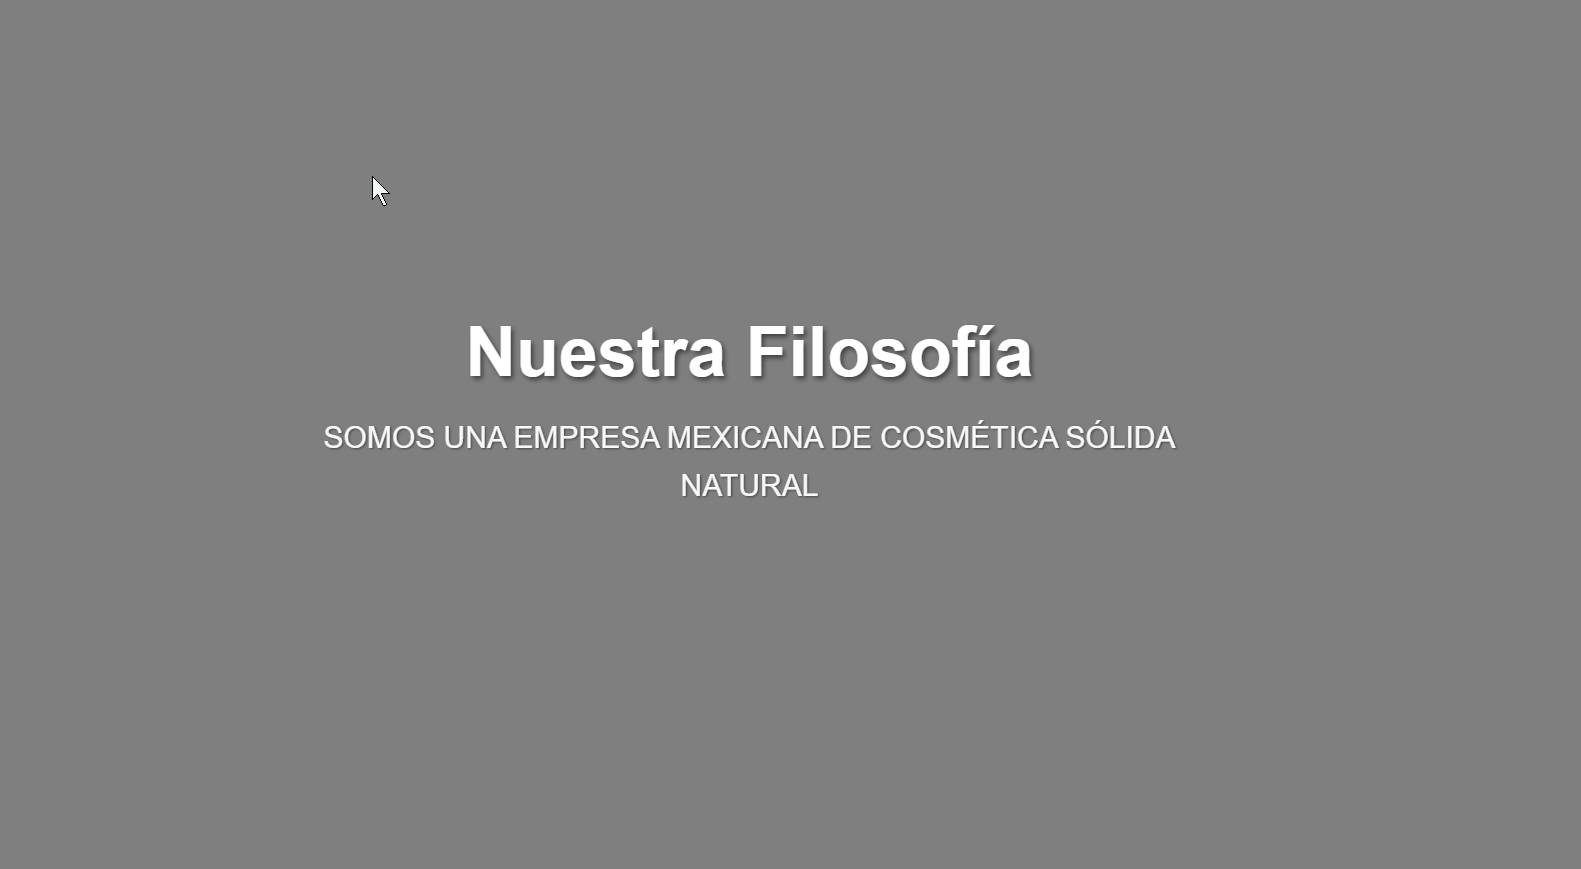 Nuestra Filosofía
SOMOS UNA EMPRESA MEXICANA DE COSMÉTICA SÓLIDA
NATURAL